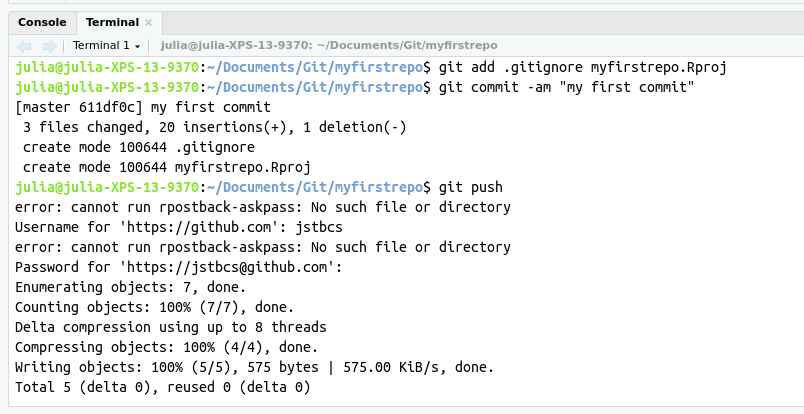 Console Terminal ×
Terminal 1 julia@julia-XPS-13-9370: ~/Documents/Git/myfirstrepo
julia@julia-XPS-13-9370:~/Documents/Git/myfirstrepo$ git add .gitignore myfirstrepo.Rproj
julia@julia-XPS-13-9370:~/Documents/Git/myfirstrepo$ git commit -am "my first commit"
[master 611df0c] my first commit
 3 files changed, 20 insertions(+), 1 deletion(-)
 create mode 100644 .gitignore
 create mode 100644 myfirstrepo.Rproj
julia@julia-XPS-13-9370:~/Documents/Git/myfirstrepo$ git push
error: cannot run rpostback-askpass: No such file or directory
Username for 'https://github.com': jstbcs
error: cannot run rpostback-askpass: No such file or directory
Password for 'https://jstbcs@github.com':
Enumerating objects: 7, done.
Counting objects: 100% (7/7), done.
Delta compression using up to 8 threads
Compressing objects: 100% (4/4), done.
Writing objects: 100% (5/5), 575 bytes | 575.00 KiB/s, done.
Total 5 (delta 0), reused 0 (delta 0)